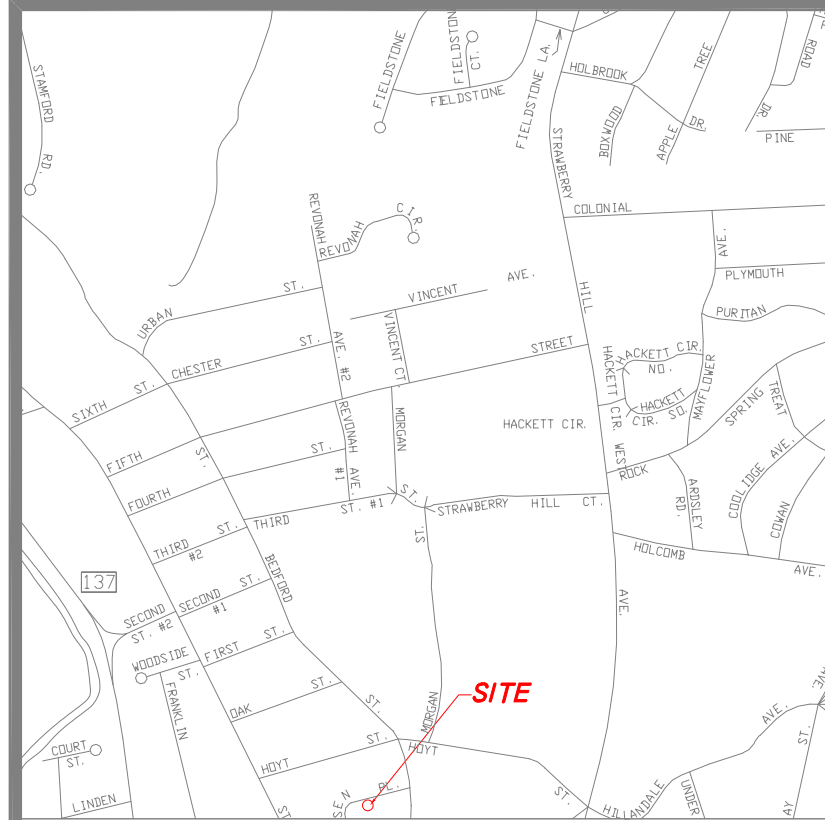 STAMFORD
RD.
FIELDSTONE
FIELDSTONE
CT.
FIELDSTONE
FIELDSTONE LA.
HOLBROOK
TREE
ROAD
BOXWOOD
APPLE
DR.
DR.
PINE
STRAWBERRY
COLONIAL
REVONAH
REVONAH
CIR.
AVE.
PLYMOUTH
URBAN
ST.
VINCENT
AVE.
HILL
PURITAN
CHESTER
ST.
AVE. #2
VINCENT CT
STREET
HACKETT CIR.
NO.
HACKETT CIR. WEST
HACKETT
CIR. SO.
MAYFLOWER
SPRING
TREAT
SIXTH
ST.
FIFTH
ST.
REVONAH AVE.
#1
MORGAN
HACKETT CIR.
ROCK
COOLIDGE AVE.
FOURTH
ST.
ARDSLEY
RD.
COWAN
THIRD
#2
ST.
THIRD
ST. #1
ST.
STRAWBERRY HILL CT.
ST
HOLCOMB
AVE.
137
BEDFORD
SECOND
ST. #2
SECOND
#1
ST.
AVE.
WOODSIDE
ST.
FIRST
ST.
FRANKLIN
OAK
ST.
ST.
MORGAN
SITE
AVE.
ST.
COURT
ST.
HOYT
ST.
HOYT
ST.
LINDEN
ST
PL.
HILLANDALE
UNDER
AY